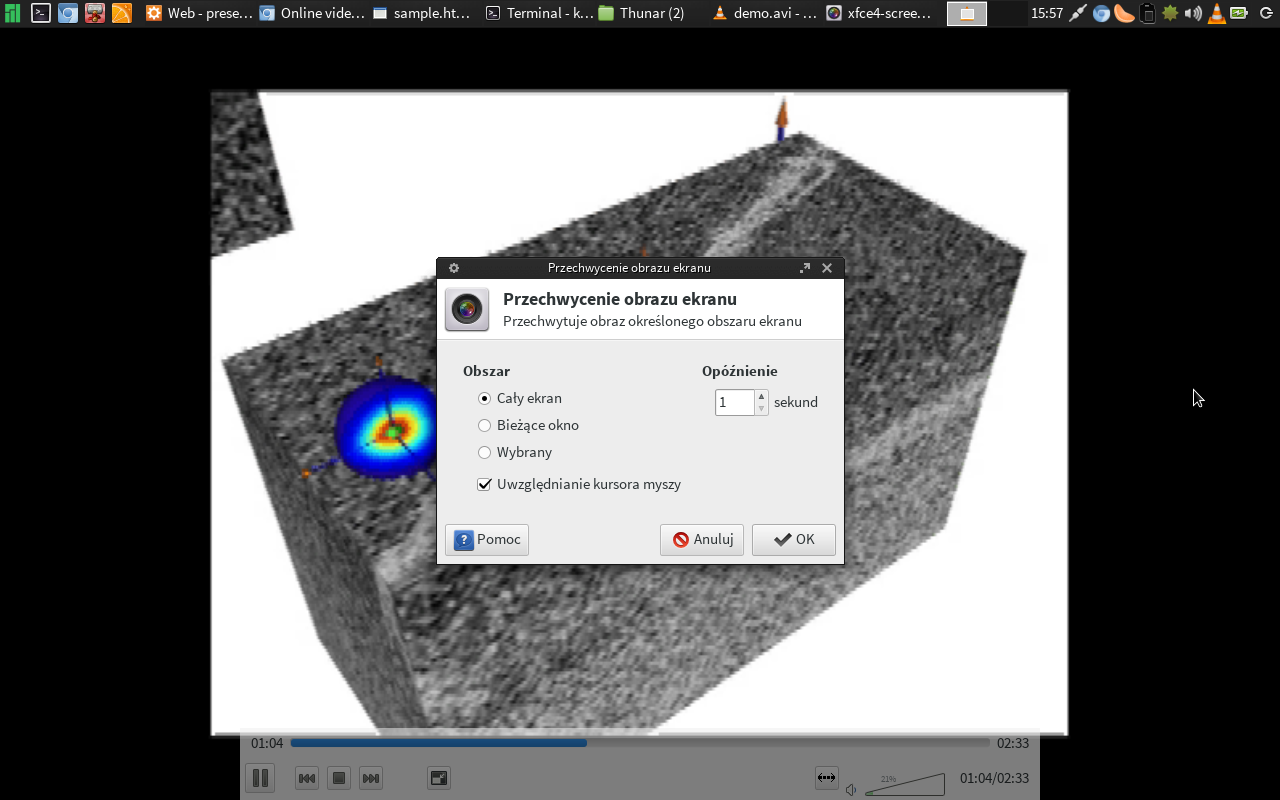 Web - prese...
Online vide...
sample.ht...
Terminal - k...
Thunar (2)
demo.avi - ...
xfce4-scree...
15:57
Przechwycenie obrazu ekranu
Przechwycenie obrazu ekranu
Przechwytuje obraz określonego obszaru ekranu
Obszar
Opóźnienie
Cały ekran
1 sekund
Bieżące okno
Wybrany
Uwzględnianie kursora myszy
Pomoc
Anuluj
OK
01:04
02:33
21%
01:04/02:33